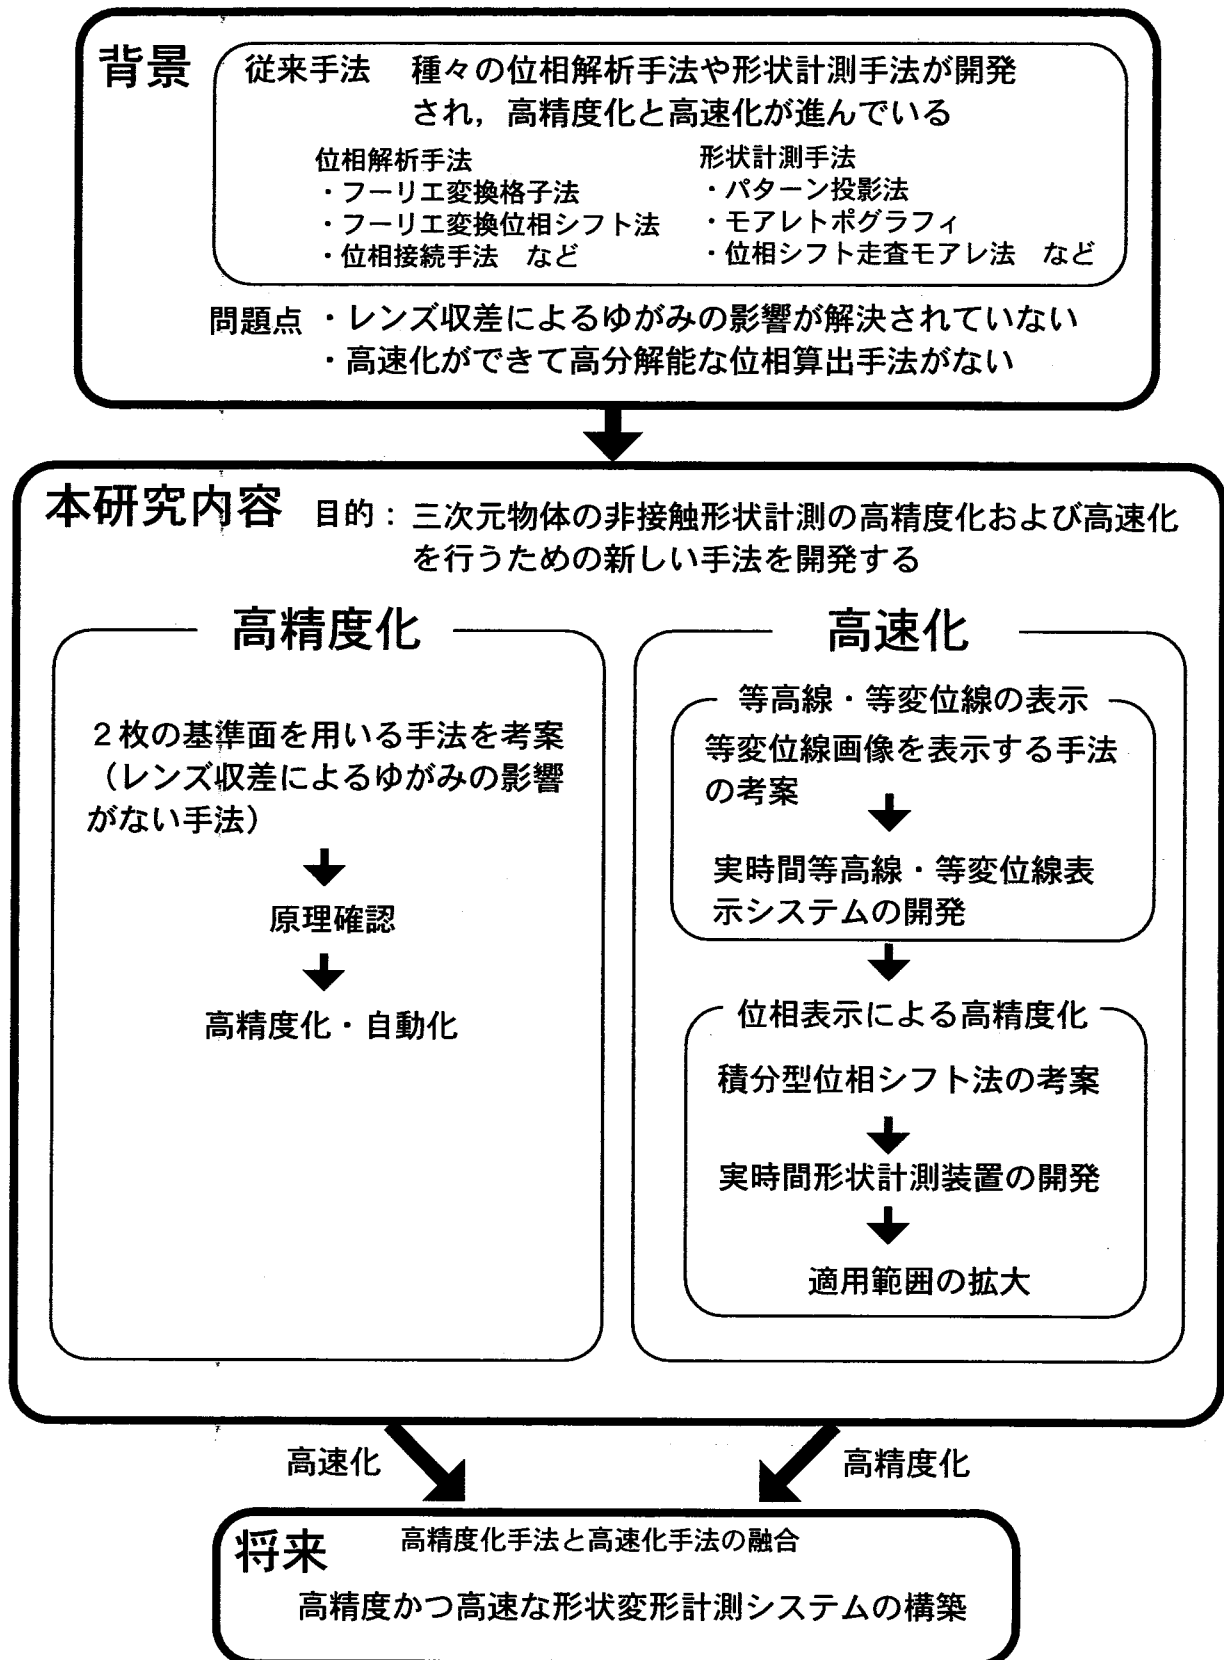 背景
従来手法 種々の位相解析手法や形状計測手法が開発
され，高精度化と高速化が進んでいる
位相解析手法
・フーリエ変換格子法
・フーリエ変換位相シフト法
・位相接続手法 など
形状計測手法
・パターン投影法
・モアレトポグラフィ
・位相シフト走査モアレ法 など
問題点 ・レンズ収差によるゆがみの影響が解決されていない
・高速化ができて高分解能な位相算出手法がない
本研究内容 目的：三次元物体の非接触形状計測の高精度化および高速化
を行うための新しい手法を開発する
高精度化
２枚の基準面を用いる手法を考案
（レンズ収差によるゆがみの影響
がない手法）
原理確認
高精度化・自動化
高速化
等高線・等変位線の表示
等変位線画像を表示する手法
の考案
実時間等高線・等変位線表
示システムの開発
位相表示による高精度化
積分型位相シフト法の考案
実時間形状計測装置の開発
適用範囲の拡大
高速化
高精度化
将来 高精度化手法と高速化手法の融合
高精度かつ高速な形状変形計測システムの構築